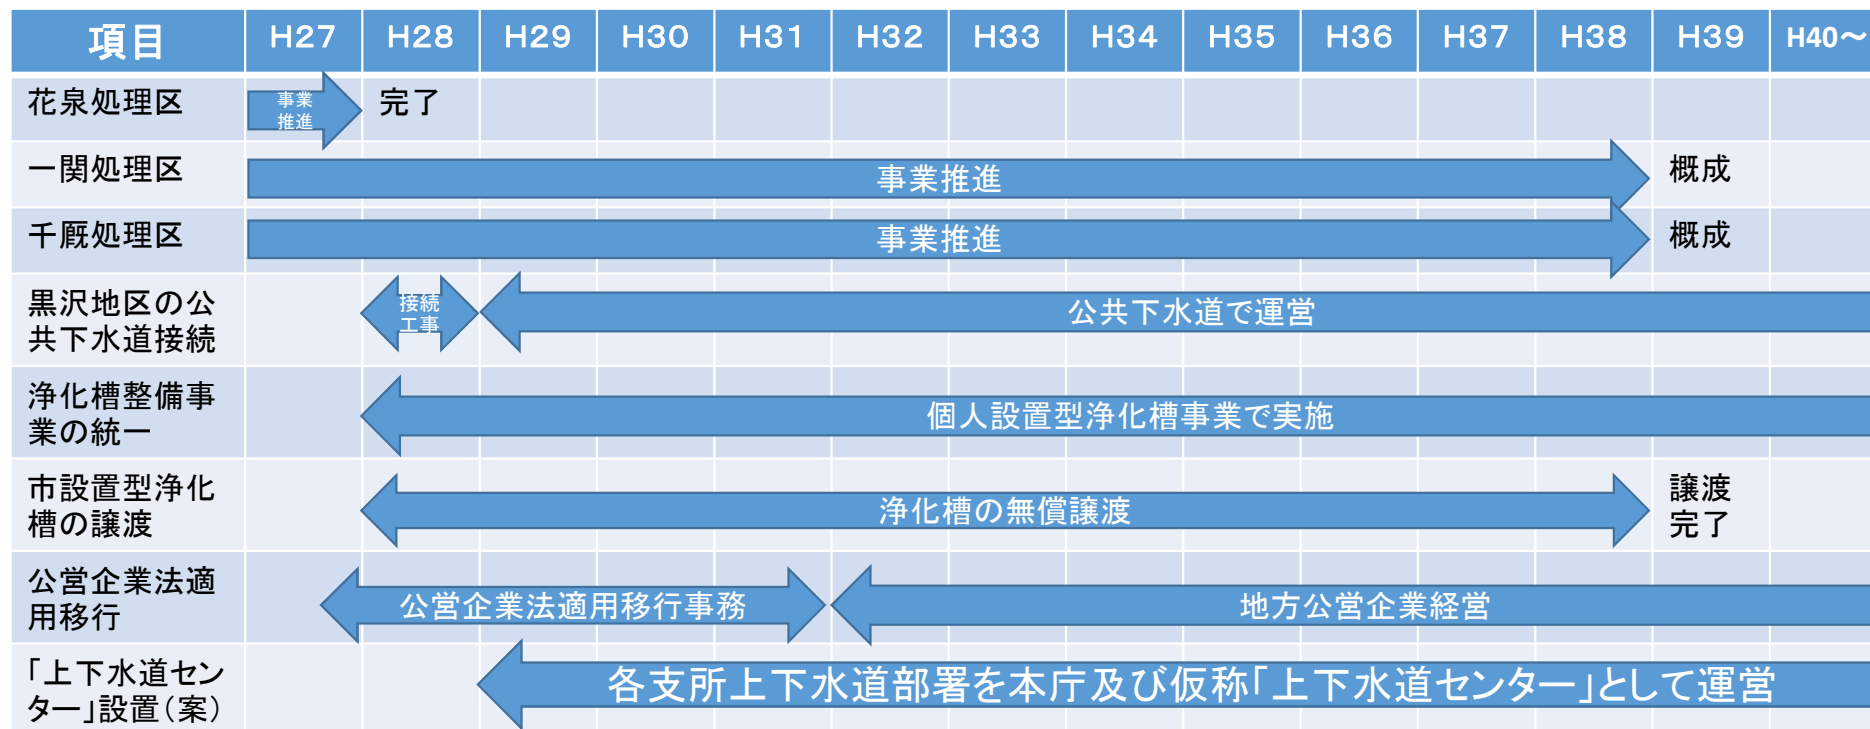 項目 H27 H28 H29 H30 H31 H32 H33 H34 H35 H36 H37 H38 H39 H40～
花泉処理区
事業
推進
完了
一関処理区
事業推進
概成
千厩処理区
事業推進
概成
黒沢地区の公
共下水道接続
接続
工事
公共下水道で運営
浄化槽整備事
業の統一
個人設置型浄化槽事業で実施
市設置型浄化
槽の譲渡
浄化槽の無償譲渡
譲渡
完了
公営企業法適
用移行
公営企業法適用移行事務
地方公営企業経営
「上下水道セン
ター」設置（案）
各支所上下水道部署を本庁及び仮称「上下水道センター」として運営